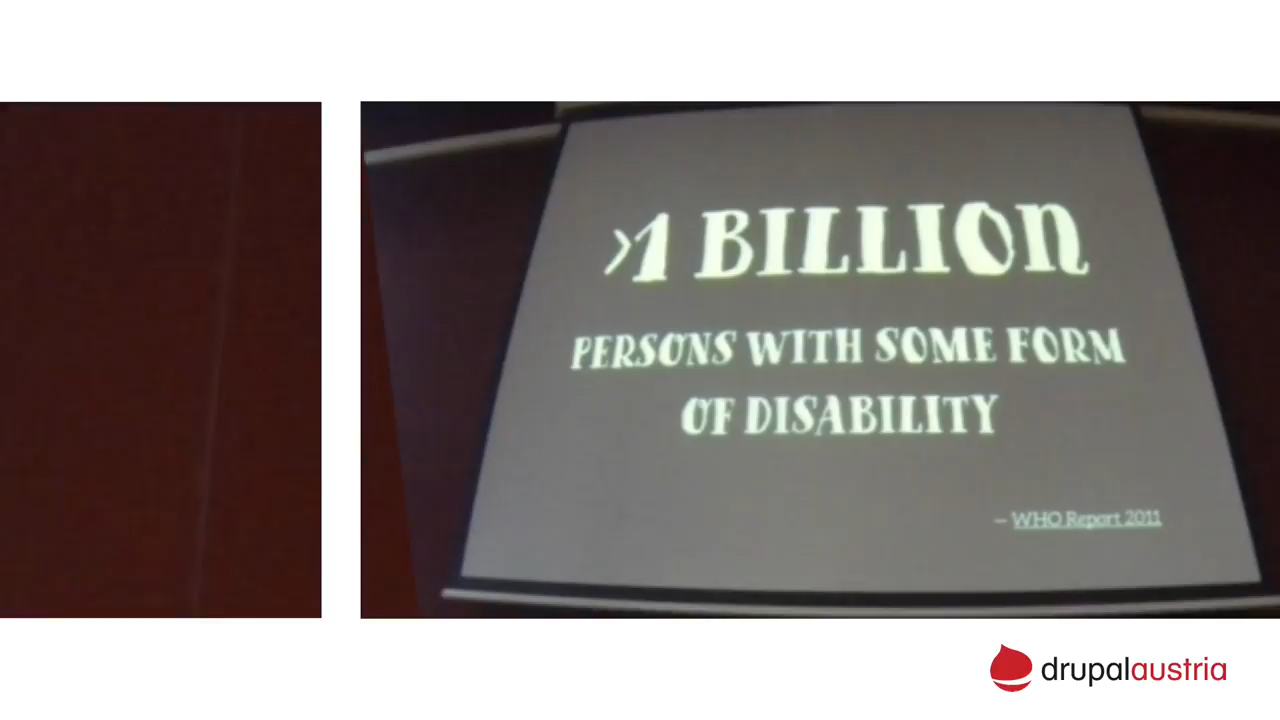 >1 BILLION
PERSONS WITH SOME FORM
OF DISABILITY
– WHO Report 2011
drupalaustria